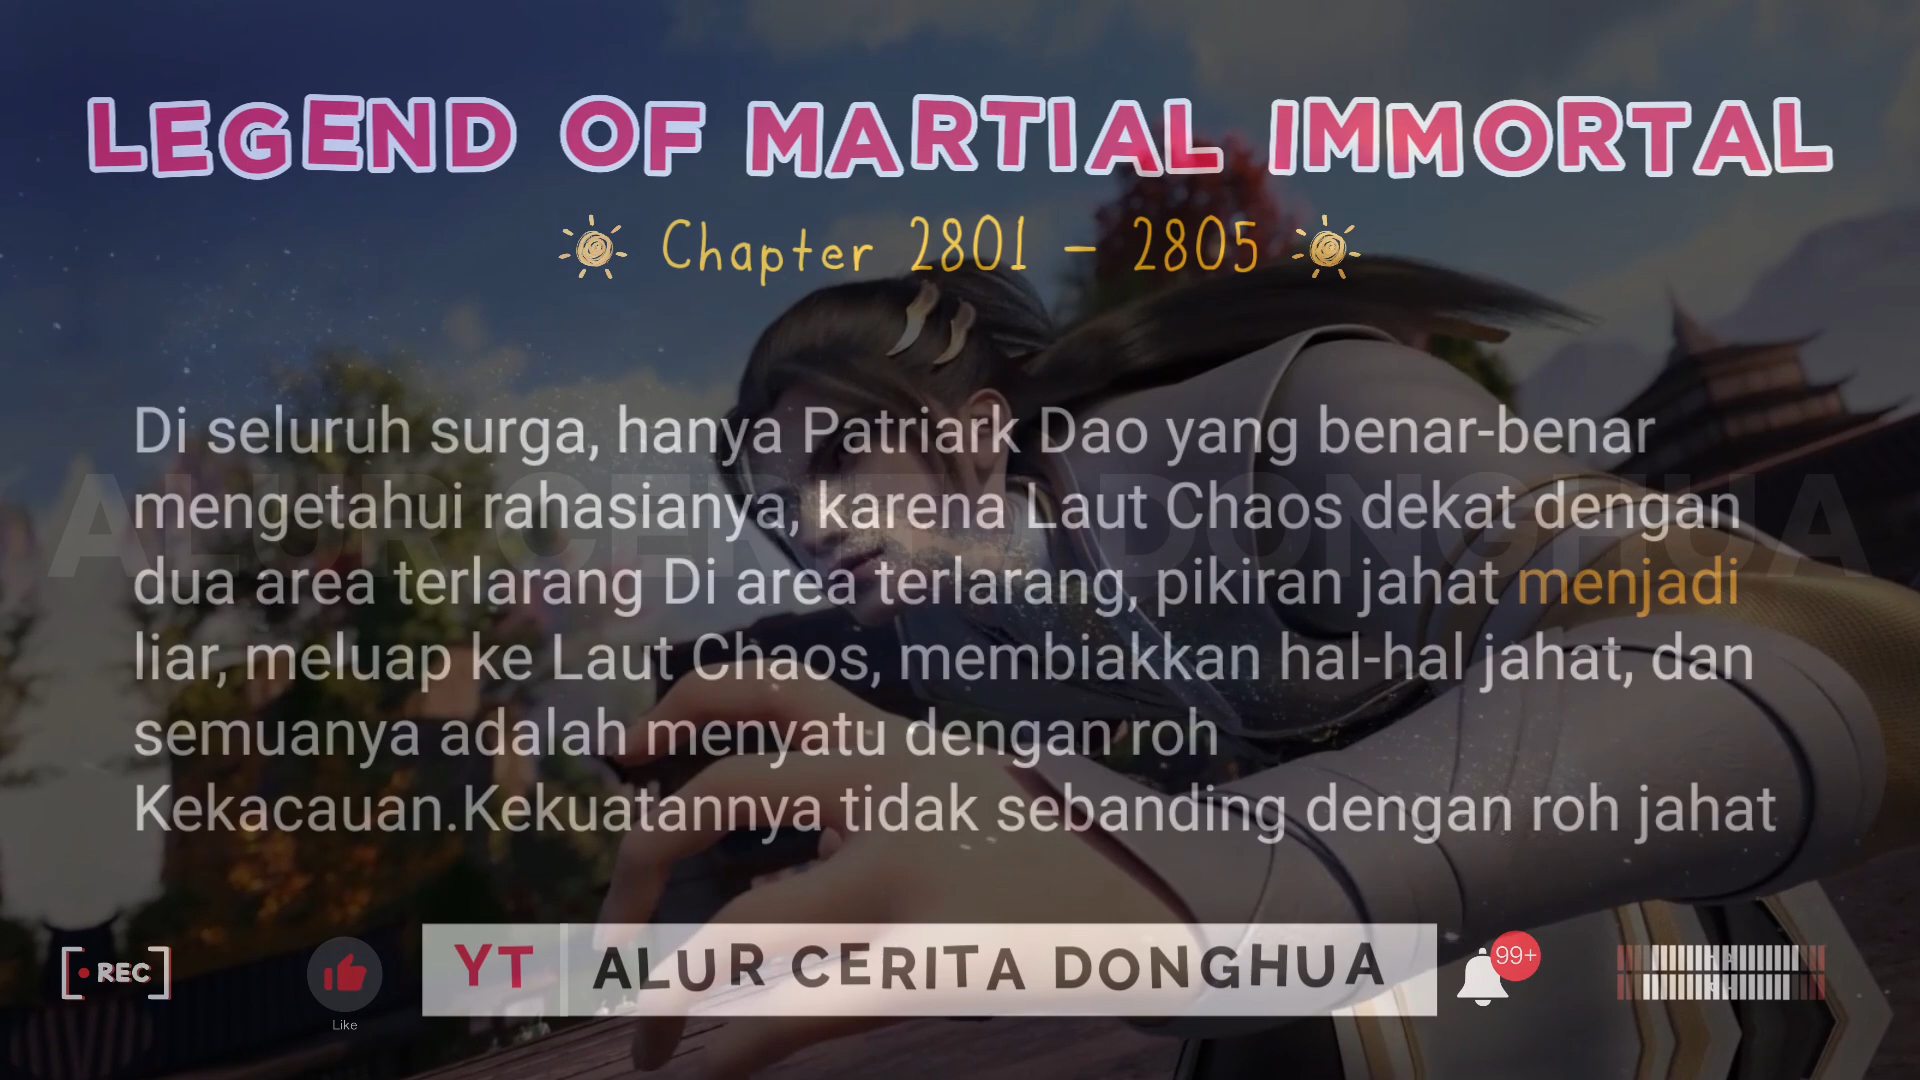 LEGEND OF MARTIAL IMMORTAL
Chapter 2801 - 2805
Di seluruh surga, hanya Patriark Dao yang benar-benar
mengetahui rahasianya, karena Laut Chaos dekat dengan
ALUR CERITA DONGHUA
dua area terlarang Di area terlarang, pikiran jahat menjadi
liar, meluap ke Laut Chaos, membiakkan hal-hal jahat, dan
semuanya adalah menyatu dengan roh
Kekacauan.Kekuatannya tidak sebanding dengan roh jahat
REC
Like
YT ALUR CERITA DONGHUA
99+